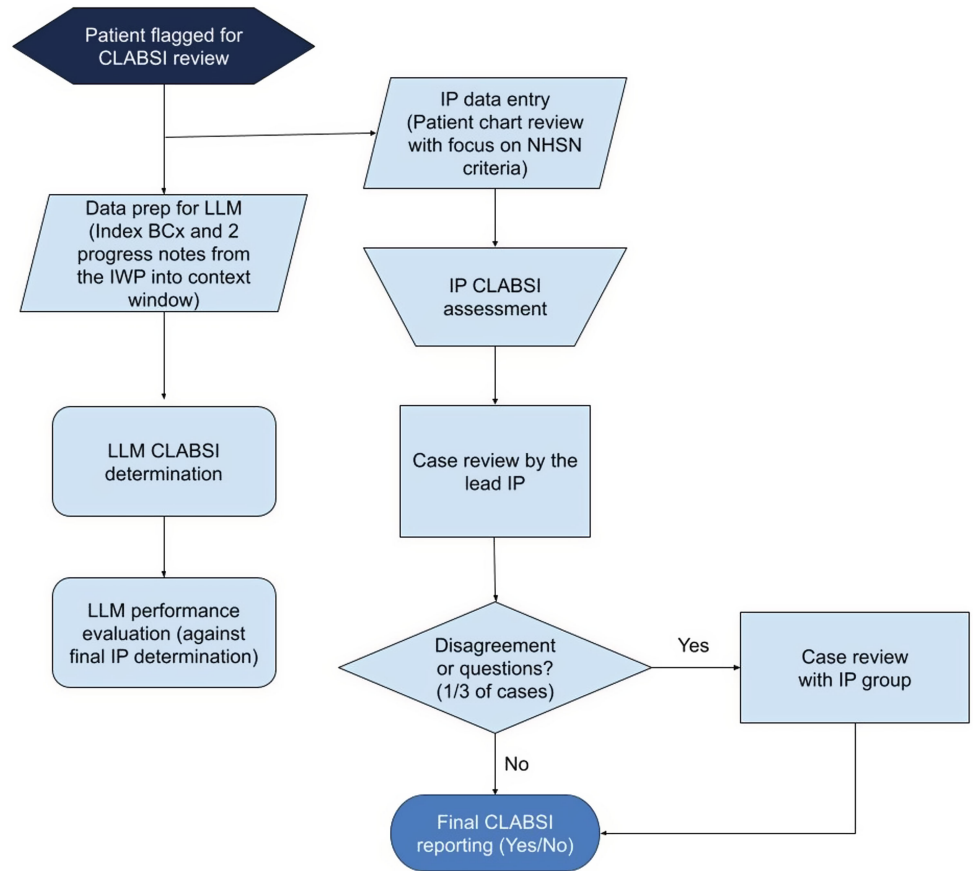 Patient flagged for
CLABSI review
IP data entry
(Patient chart review
with focus on NHSN
criteria)
Data prep for LLM
(Index BCx and 2
progress notes from
the IWP into context
window)
IP CLABSI
assessment
LLM CLABSI
determination
Case review by the
lead IP
LLM performance
evaluation (against
final IP determination)
Disagreement
or questions?
(1/3 of cases)
Yes
Case review
with IP group
No
Final CLABSI
reporting (Yes/No)